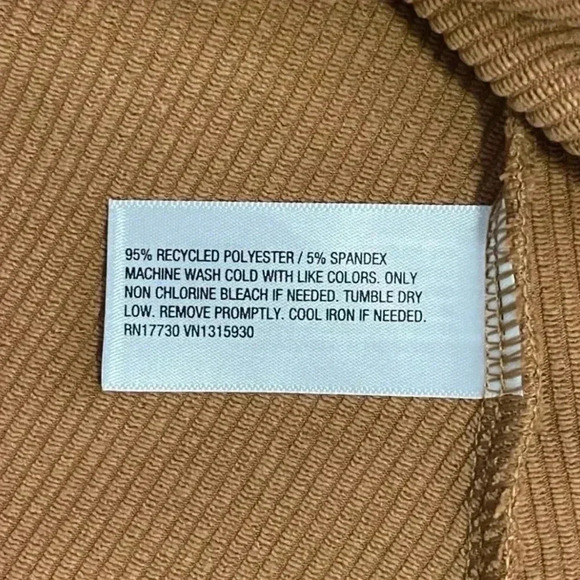 95% RECYCLED POLYESTER / 5% SPANDEX
MACHINE WASH COLD WITH LIKE COLORS. ONLY
NON CHLORINE BLEACH IF NEEDED. TUMBLE DRY
LOW. REMOVE PROMPTLY. COOL IRON IF NEEDED.
RN17730 VN1315930